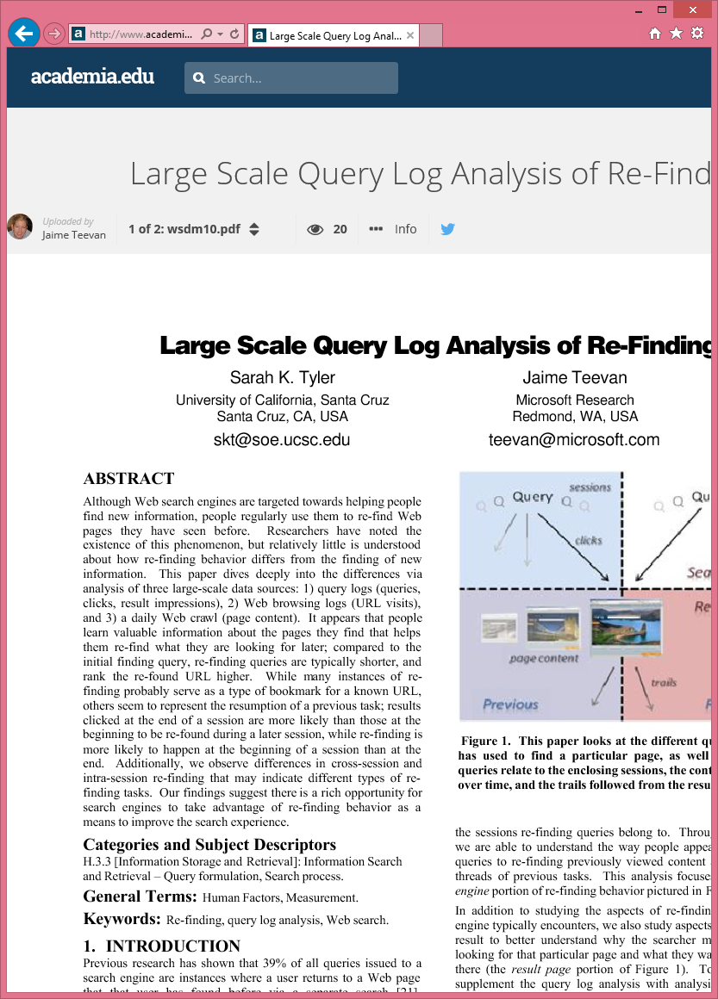 http://www.academi...
Large Scale Query Log Anal...
academia.edu
Search...
Large Scale Query Log Analysis of Re-Find
Uploaded by
Jaime Teevan
1 of 2: wsdm10.pdf
20
Info
Large Scale Query Log Analysis of Re-Finding
Sarah K. Tyler
University of California, Santa Cruz
Santa Cruz, CA, USA
skt@soe.ucsc.edu
Jaime Teevan
Microsoft Research
Redmond, WA, USA
teevan@microsoft.com
ABSTRACT
Although Web search engines are targeted towards helping people
find new information, people regularly use them to re-find Web
pages they have seen before. Researchers have noted the
existence of this phenomenon, but relatively little is understood
about how re-finding behavior differs from the finding of new
information. This paper dives deeply into the differences via
analysis of three large-scale data sources: 1) query logs (queries,
clicks, result impressions), 2) Web browsing logs (URL visits),
and 3) a daily Web crawl (page content). It appears that people
learn valuable information about the pages they find that helps
them re-find what they are looking for later; compared to the
initial finding query, re-finding queries are typically shorter, and
rank the re-found URL higher. While many instances of re-
finding probably serve as a type of bookmark for a known URL,
others seem to represent the resumption of a previous task; results
clicked at the end of a session are more likely than those at the
beginning to be re-found during a later session, while re-finding is
more likely to happen at the beginning of a session than at the
end. Additionally, we observe differences in cross-session and
intra-session re-finding that may indicate different types of re-
finding tasks. Our findings suggest there is a rich opportunity for
search engines to take advantage of re-finding behavior as a
means to improve the search experience.
Categories and Subject Descriptors
H.3.3 [Information Storage and Retrieval]: Information Search
and Retrieval – Query formulation, Search process.
General Terms: Human Factors, Measurement.
Keywords: Re-finding, query log analysis, Web search.
1. INTRODUCTION
Previous research has shown that 39% of all queries issued to a
search engine are instances where a user returns to a Web page
that that user has found before via a separate search [21].
sessions
Query
Qu
clicks
Sea
Re
page content
trails
Previous
Figure 1. This paper looks at the different qu
has used to find a particular page, as well
queries relate to the enclosing sessions, the cont
over time, and the trails followed from the resu
the sessions re-finding queries belong to. Throu
we are able to understand the way people appea
queries to re-finding previously viewed content
threads of previous tasks. This analysis focuse
engine portion of re-finding behavior pictured in F
In addition to studying the aspects of re-findin
engine typically encounters, we also study aspects
result to better understand why the searcher m
looking for that particular page and what they wa
there (the result page portion of Figure 1). To
supplement the query log analysis with analysi